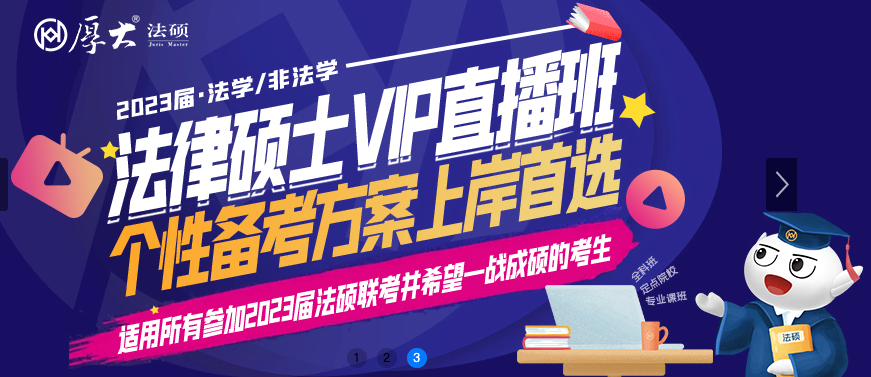 厚大® 法硕
Juris Master
2023届·法学/非法学
法律硕士VIP直播班
个性备考方案上岸首选
适用所有参加2023届法硕联考并希望一战成硕的考生
全科班
定点院校
专业课班
法硕
1 2 3